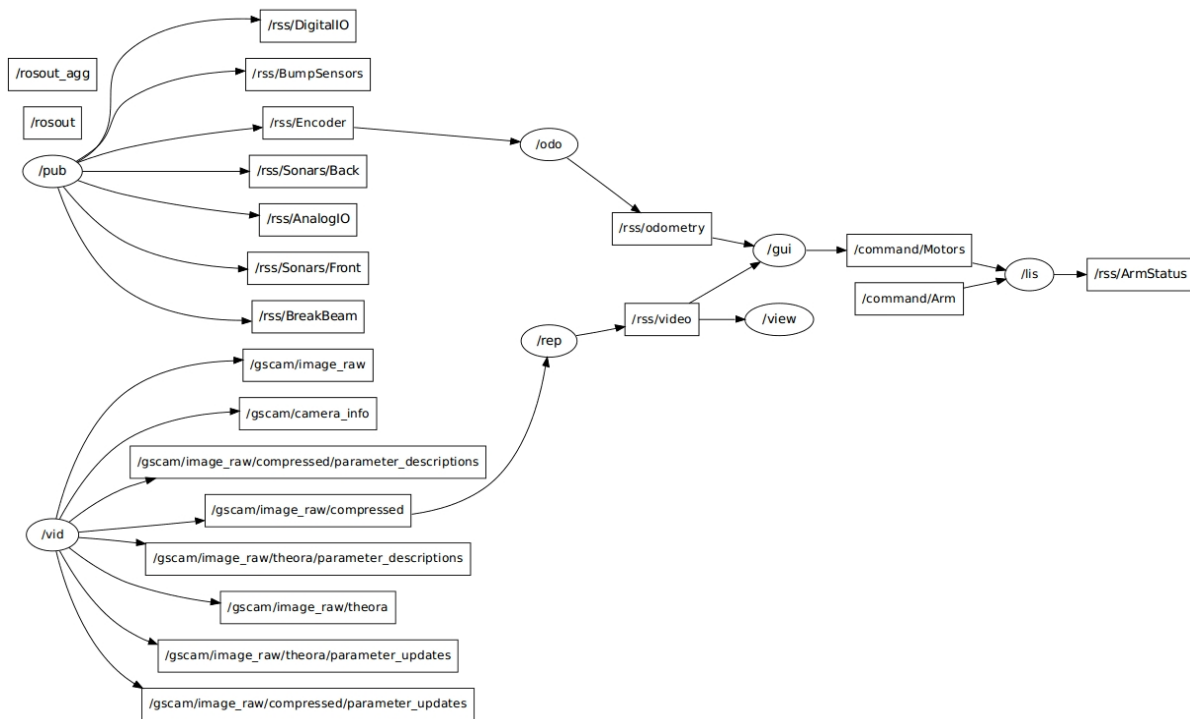 /rss/DigitalIO
/rosout_agg
/rss/BumpSensors
/rosout
/rss/Encoder
/odo
/pub
/rss/Sonars/Back
/rss/AnalogIO
/rss/odometry
/gui
/command/Motors
/rss/Sonars/Front
/lis
/rss/ArmStatus
/command/Arm
/rss/BreakBeam
/rss/video
/view
/rep
/gscam/image_raw
/gscam/camera_info
/gscam/image_raw/compressed/parameter_descriptions
/gscam/image_raw/compressed
/vid
/gscam/image_raw/theora/parameter_descriptions
/gscam/image_raw/theora
/gscam/image_raw/theora/parameter_updates
/gscam/image_raw/compressed/parameter_updates